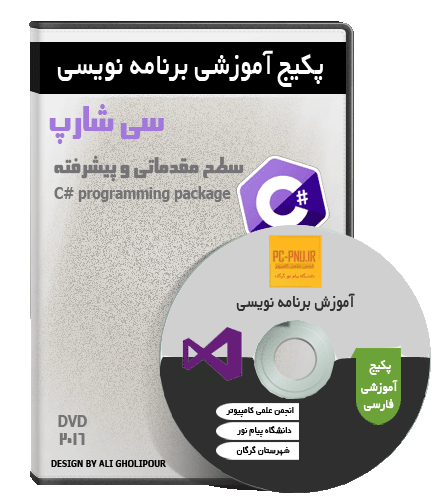 پکیج آموزشی برنامه نویسی
سی شارپ
سطح مقدماتی و پیشرفته
C# programming package
C#
PC-PNU.IR
آموزش برنامه نویسی
پکیج
آموزشی
فارسی
انجمن علمی کامپیوتر
دانشگاه پیام نور
شهرستان گرگان
DVD
۲۰۱۶
DESIGN BY ALI GHOLIPOUR